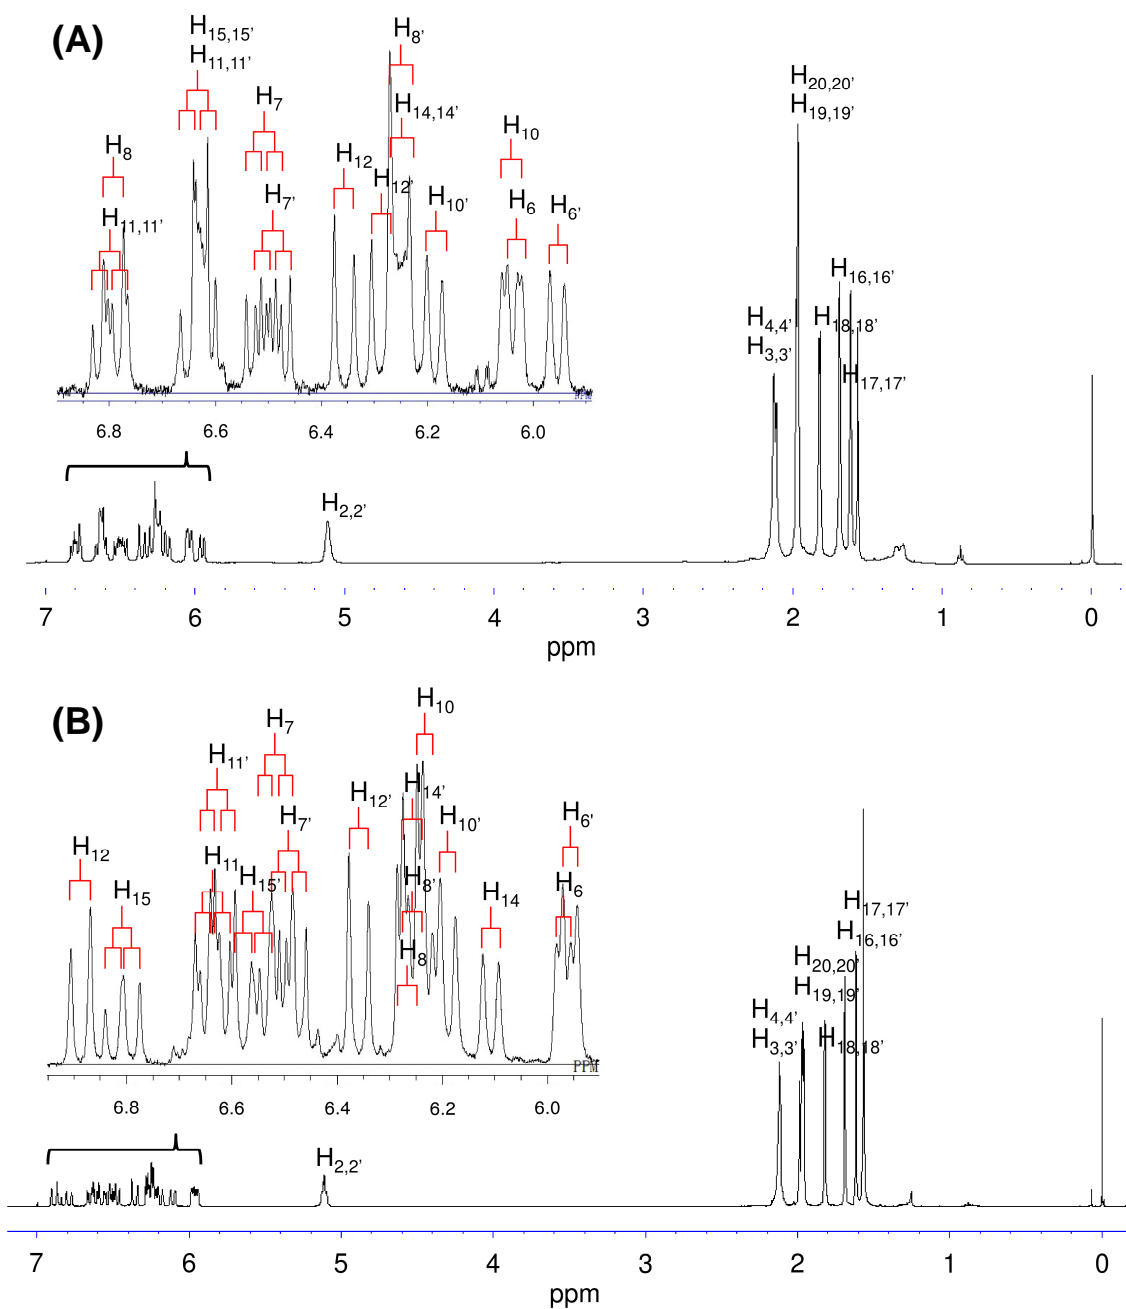 (A)
H15,15'
H11,11'
H8'
H7
H20,20'
H19,19'
H14,14'
H10
H8
H12
H12'
H7'
H10'
H6
H6'
H11,11'
H16,16'
H4,4'
H18,18'
H3,3'
H17,17'
PPM
6.8 6.6 6.4 6.2 6.0
H2,2'
7 6 5 4 3 2 1 0
ppm
(B)
H10
H7
H11'
H14'
H12'
H7'
H10'
H6'
H12
H11
H15'
H8'
H6
H15
H14
H8
H17,17'
H16,16'
H20,20'
H19,19'
H4,4'
H3,3'
H18,18'
PPM
6.8 6.6 6.4 6.2 6.0
H2,2'
7 6 5 4 3 2 1 0
ppm